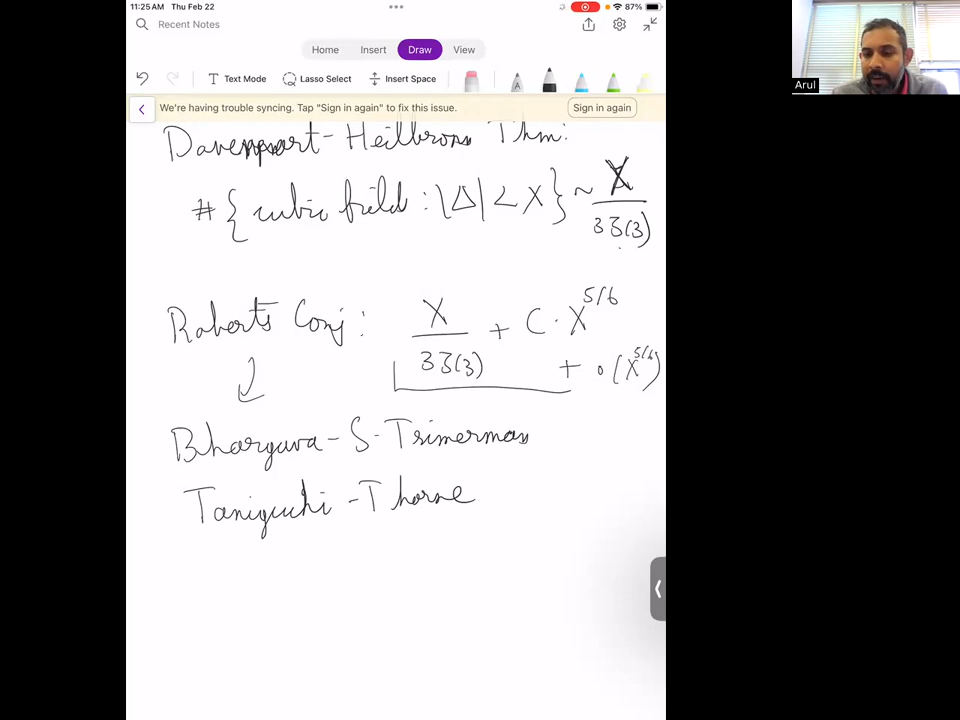 11:25AM Thu Feb 22
87%
Recent Notes
Home Insert Draw View
Text Mode Lasso Select Insert Space
We're having trouble syncing. Tap "Sign in again" to fix this issue. Sign in again
Arul
Davenport-Heilbronn Thm:
#{cubic field : |Δ| < X} ~ X / 3ζ(3)
Roberts Conj: X / 3ζ(3) + C · X^5/6
+ o(X^5/6)
Bhargava-S-Tsimerman
Taniguchi-Thorne